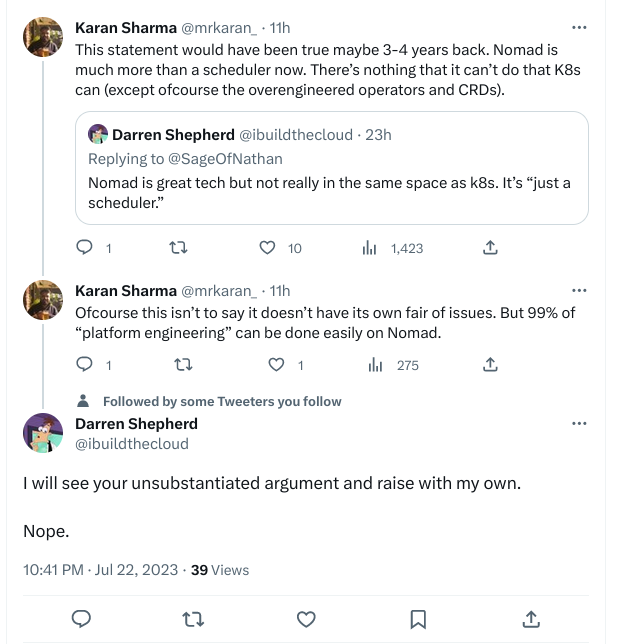 Karan Sharma @mrkaran_ · 11h
This statement would have been true maybe 3-4 years back. Nomad is
much more than a scheduler now. There’s nothing that it can’t do that K8s
can (except ofcourse the overengineered operators and CRDs).
Darren Shepherd @ibuildthecloud · 23h
Replying to @SageOfNathan
Nomad is great tech but not really in the same space as k8s. It’s “just a
scheduler.”
1 10 1,423
Karan Sharma @mrkaran_ · 11h
Ofcourse this isn’t to say it doesn’t have its own fair of issues. But 99% of
“platform engineering” can be done easily on Nomad.
1 1 275
Followed by some Tweeters you follow
Darren Shepherd
@ibuildthecloud
I will see your unsubstantiated argument and raise with my own.
Nope.
10:41 PM · Jul 22, 2023 · 39 Views